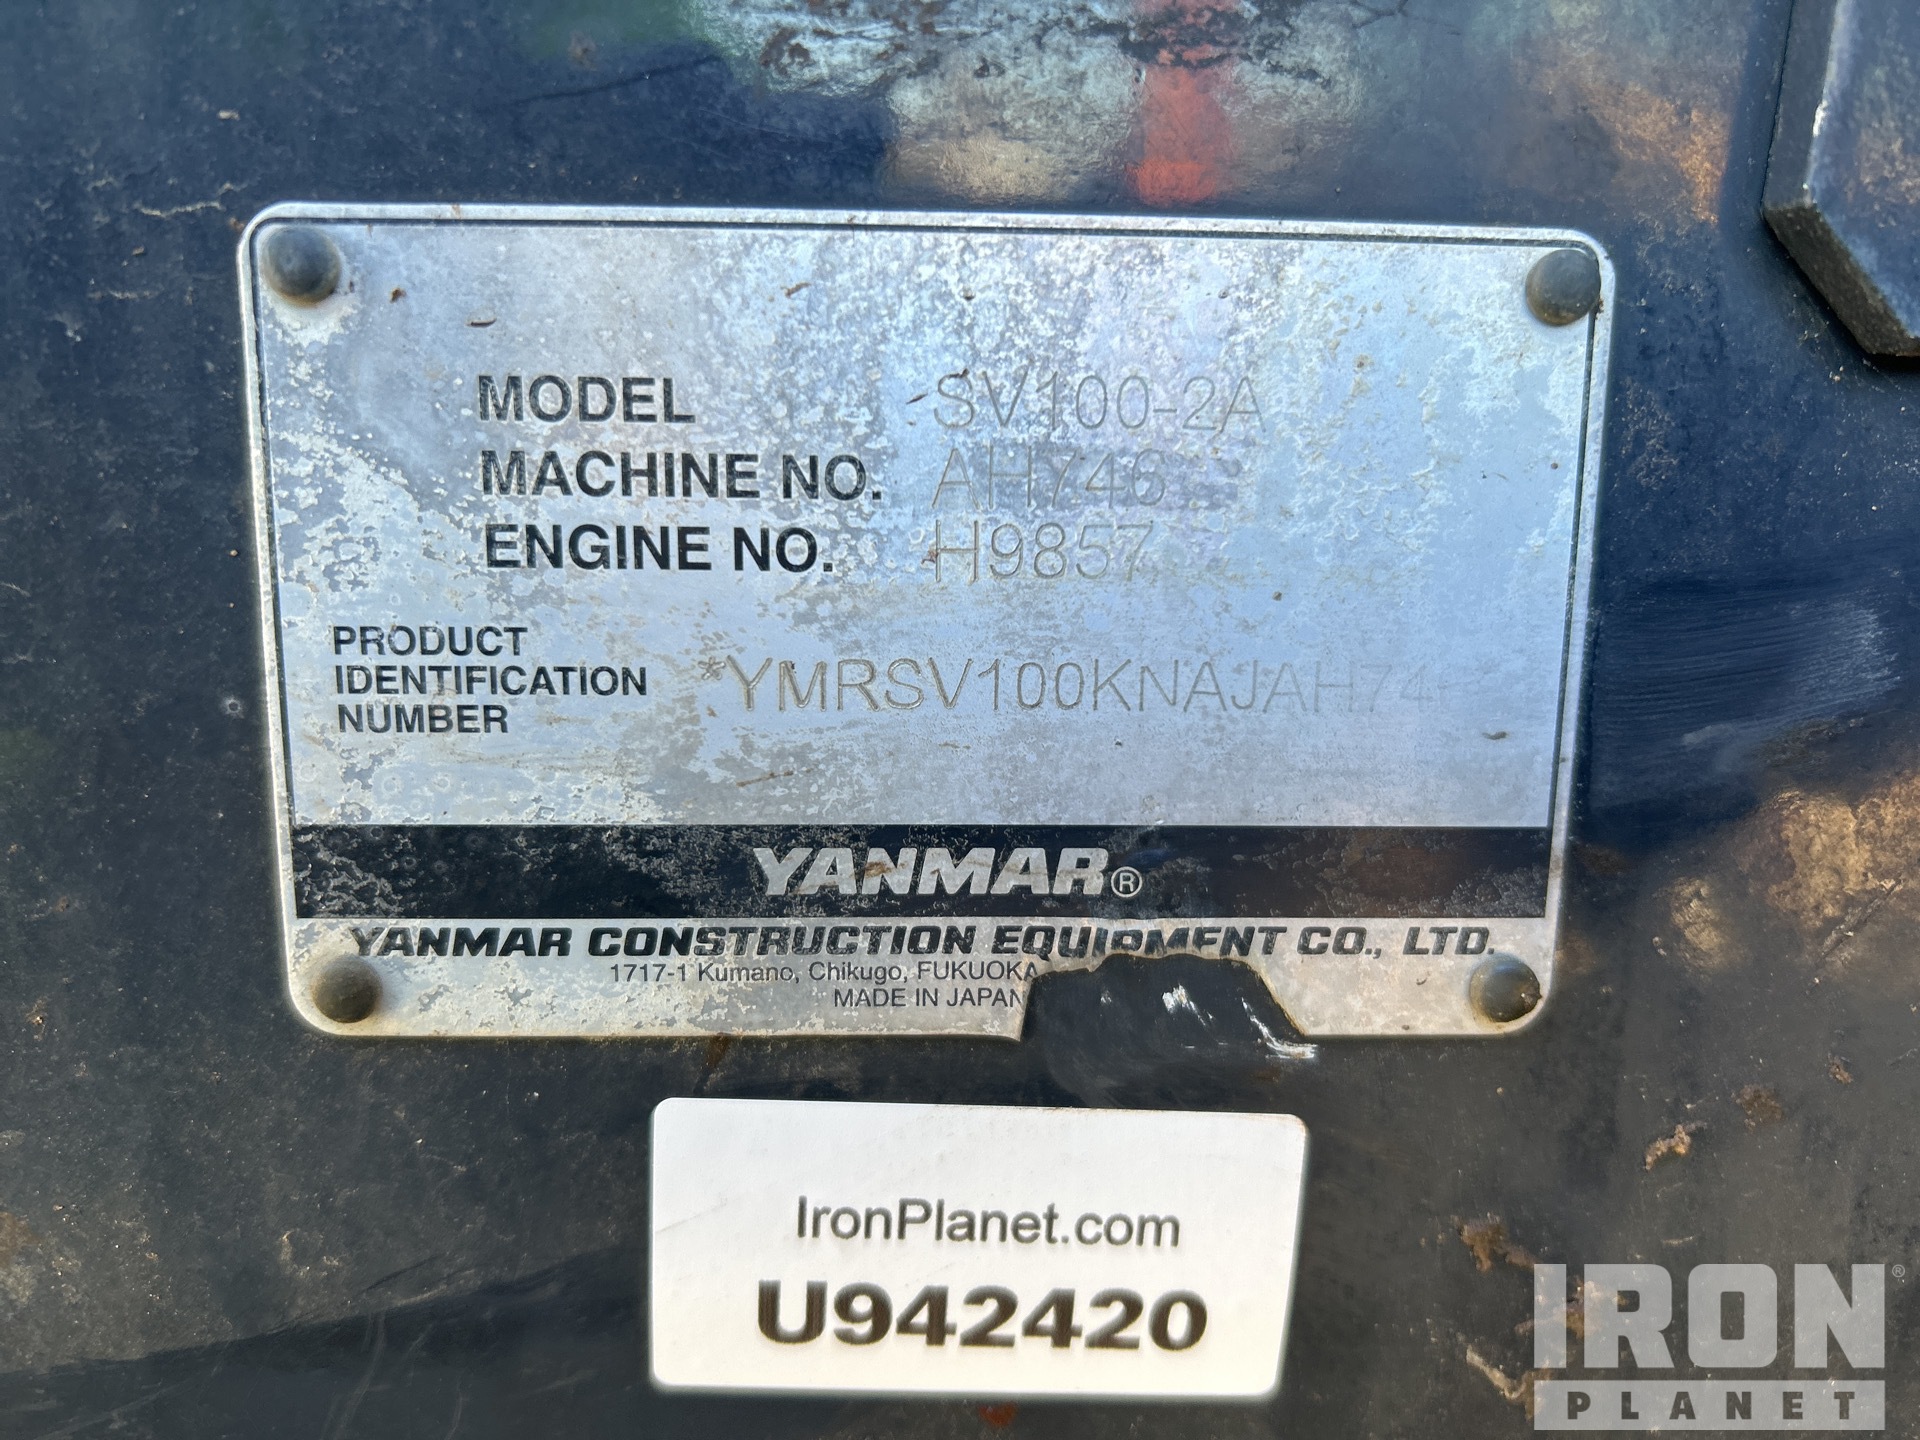 MODEL SV100-2A
MACHINE NO. AH746
ENGINE NO. H9857
PRODUCT
IDENTIFICATION
NUMBER
*YMRSV100KNAJAH74
YANMAR®
YANMAR CONSTRUCTION EQUIPMENT CO., LTD.
1717-1 Kumano, Chikugo, FUKUOKA
MADE IN JAPAN
IronPlanet.com
U942420
IRON®
PLANET